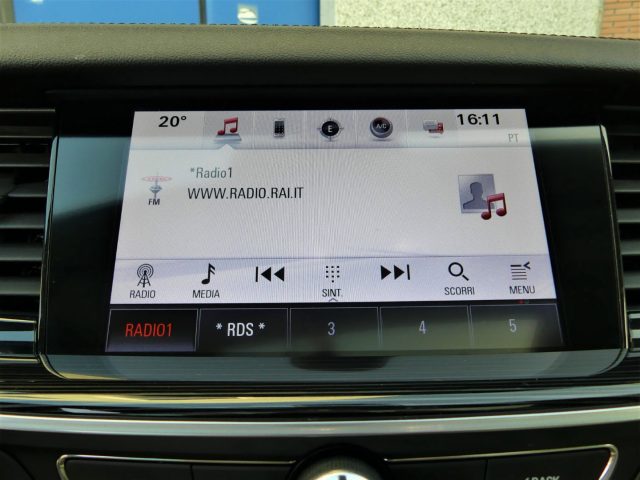 20°
E
A/C
16:11
PT
*Radio1
WWW.RADIO.RAI.IT
FM
RADIO
MEDIA
SINT.
SCORRI
MENU
RADIO1
* RDS *
3
4
5
BACK